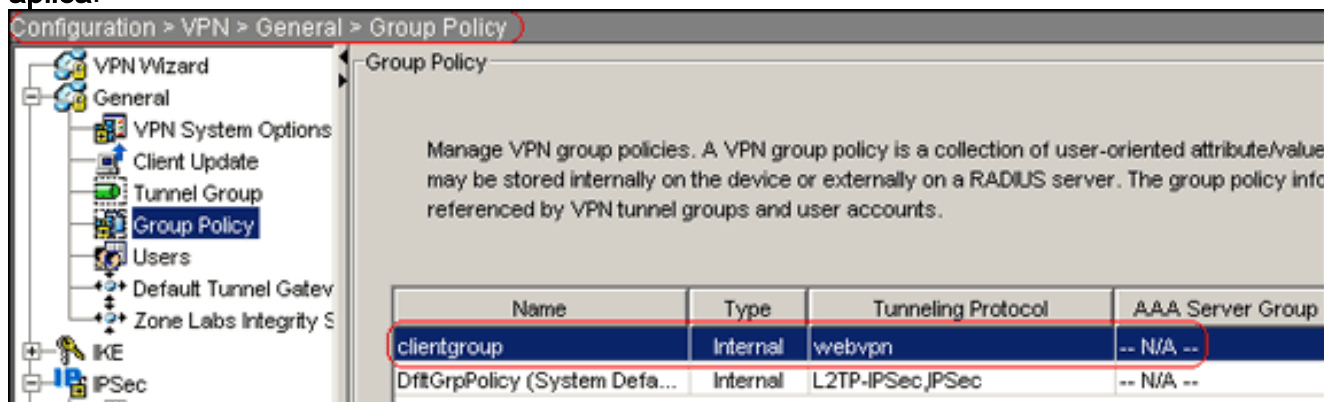 aplica.
Configuration > VPN > General > Group Policy
VPN Wizard
General
VPN System Options
Client Update
Tunnel Group
Group Policy
Users
Default Tunnel Gatev
Zone Labs Integrity S
IKE
IPSec
Group Policy
Manage VPN group policies. A VPN group policy is a collection of user-oriented attribute/value
may be stored internally on the device or externally on a RADIUS server. The group policy info
referenced by VPN tunnel groups and user accounts.
Name Type Tunneling Protocol AAA Server Group
clientgroup Internal webvpn -- N/A --
DfltGrpPolicy (System Defa... Internal L2TP-IPSec,IPSec -- N/A --